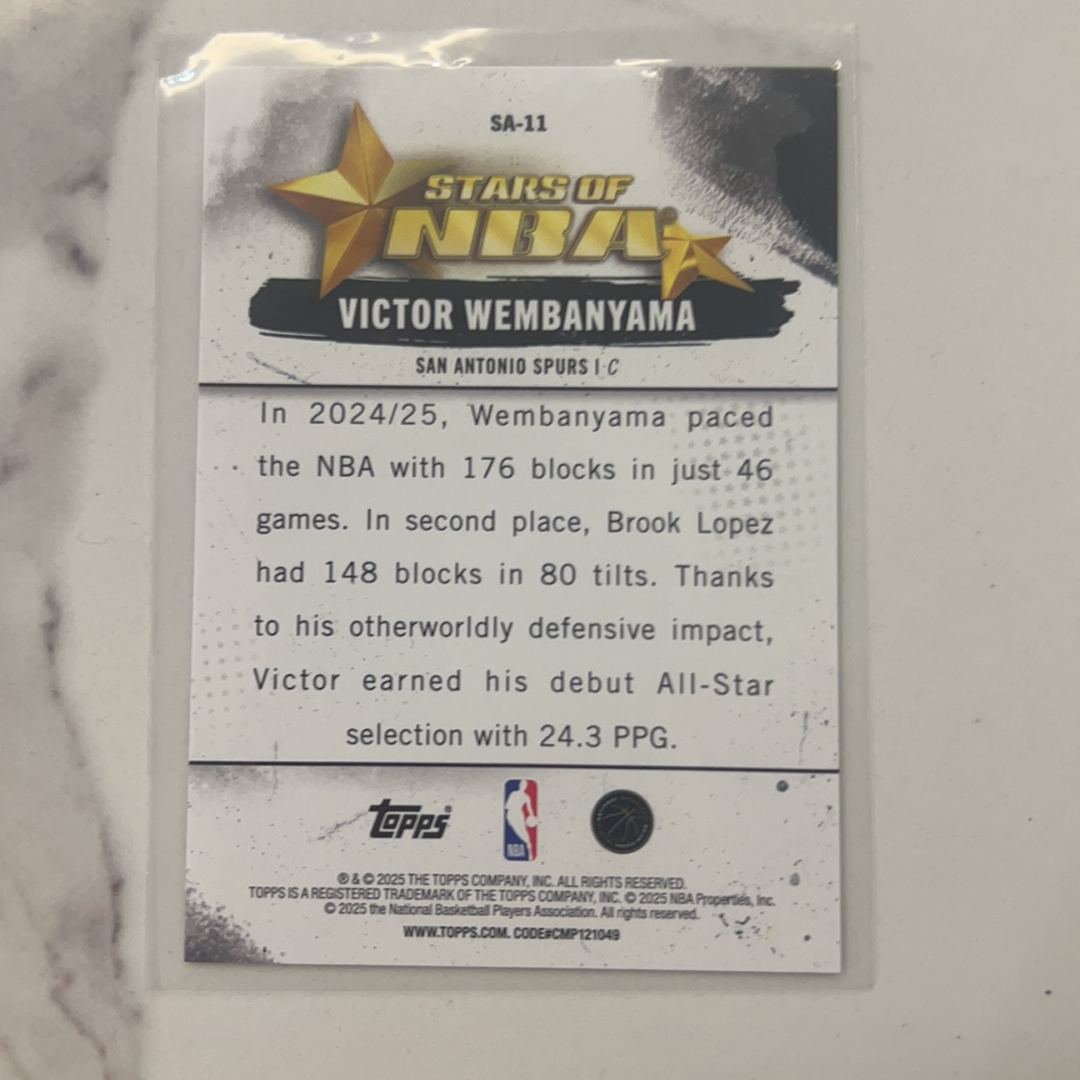 SA-11
STARS OF
NBA
VICTOR WEMBANYAMA
SAN ANTONIO SPURS | C
In 2024/25, Wembanyama paced
the NBA with 176 blocks in just 46
games. In second place, Brook Lopez
had 148 blocks in 80 tilts. Thanks
to his otherworldly defensive impact,
Victor earned his debut All-Star
selection with 24.3 PPG.
topps®
NBA
® & © 2025 THE TOPPS COMPANY, INC. ALL RIGHTS RESERVED.
TOPPS IS A REGISTERED TRADEMARK OF THE TOPPS COMPANY, INC. © 2025 NBA Properties, Inc.
© 2025 the National Basketball Players Association. All rights reserved.
WWW.TOPPS.COM. CODE#CMP121049